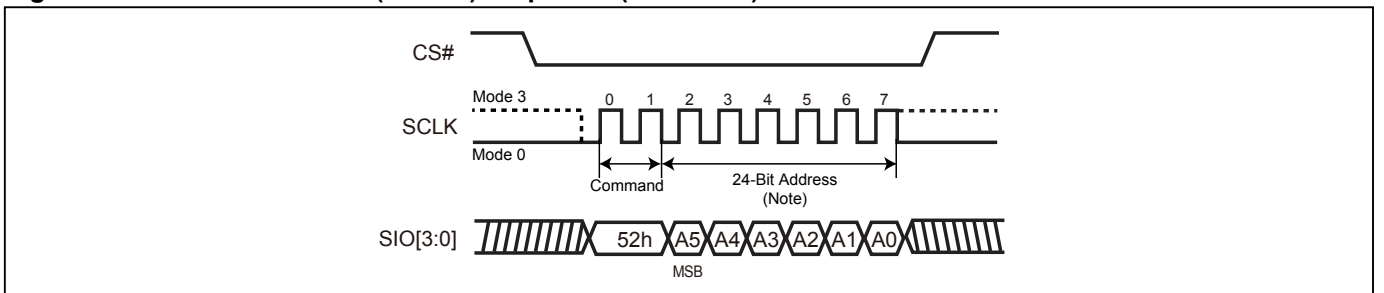 CS#
Mode 3
0 1 2 3 4 5 6 7
SCLK
Mode 0
Command
24-Bit Address
(Note)
SIO[3:0]
52h A5 A4 A3 A2 A1 A0
MSB